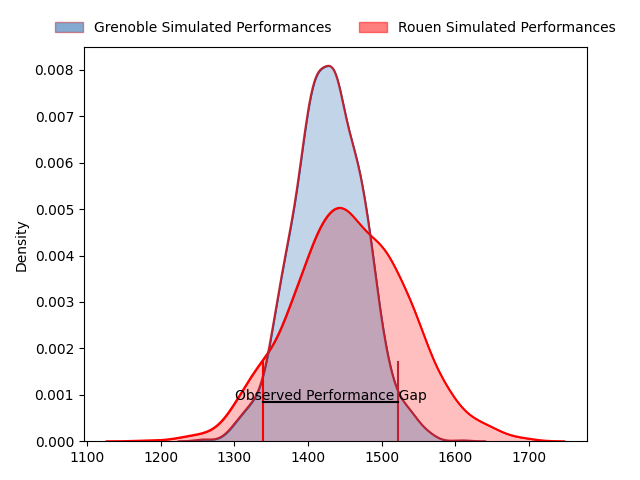 Grenoble Simulated Performances
Rouen Simulated Performances
0.008
0.007
0.006
0.005
0.004
0.003
0.002
0.001
0.000
Density
Observed Performance Gap
1100 1200 1300 1400 1500 1600 1700